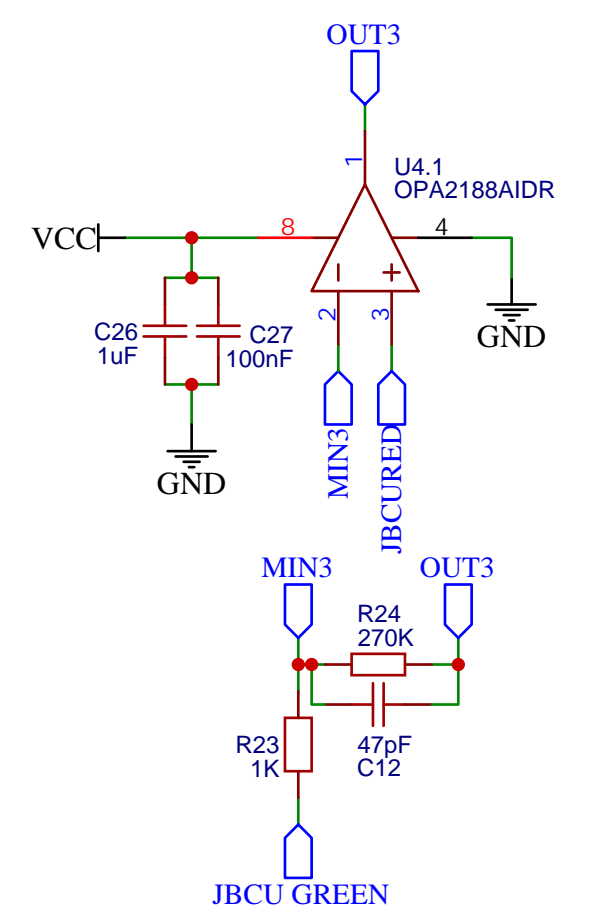 OUT3
1
U4.1
OPA2188AIDR
VCC
8
4
C26
1uF
C27
100nF
2
3
GND
GND
MIN3
JBCURED
MIN3
OUT3
R24
270K
R23
1K
47pF
C12
JBCU GREEN